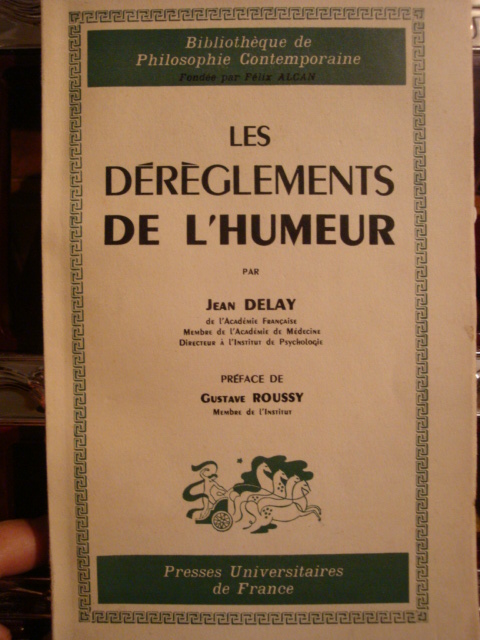 Bibliothèque de
Philosophie Contemporaine
Fondée par Félix ALCAN
LES
DÉRÈGLEMENTS
DE L'HUMEUR
PAR
JEAN DELAY
de l'Académie Française
Membre de l'Académie de Médecine
Directeur à l'Institut de Psychologie
PRÉFACE DE
GUSTAVE ROUSSY
Membre de l'Institut
Presses Universitaires
de France